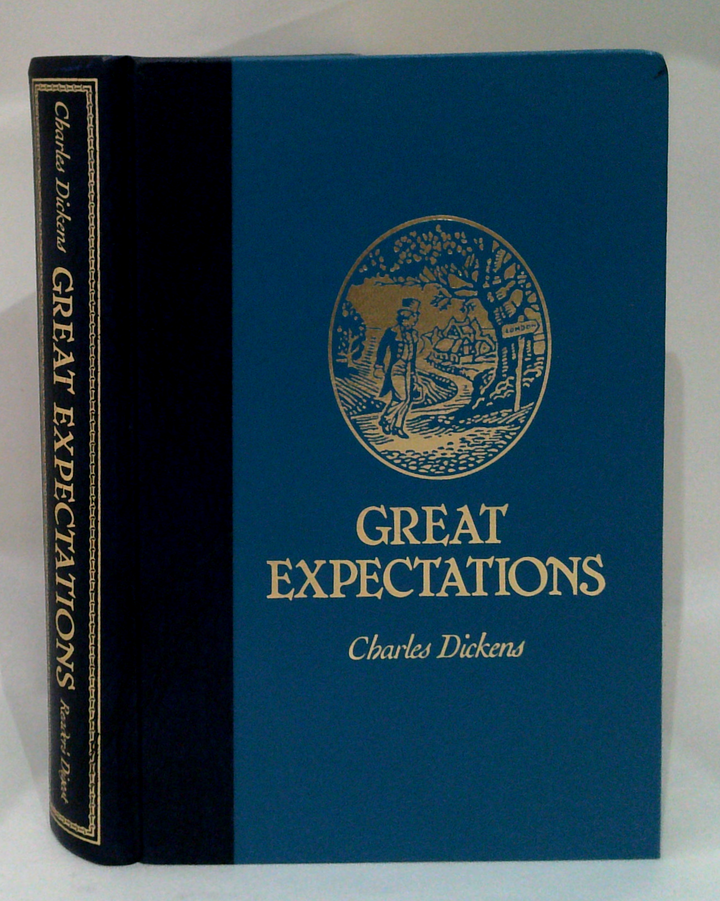 Charles Dickens GREAT EXPECTATIONS Reader's Digest
LONDON
GREAT
EXPECTATIONS
Charles Dickens